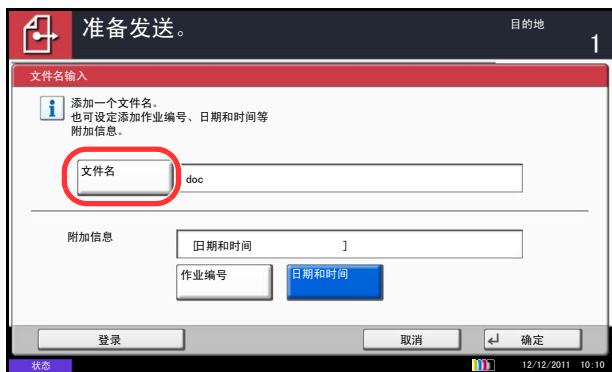 准备发送。
目的地
1
文件名输入
添加一个文件名。
也可设定添加作业编号、日期和时间等
附加信息。
文件名
doc
附加信息
[日期和时间 ]
作业编号
日期和时间
登录
取消
确定
状态
12/12/2011 10:10